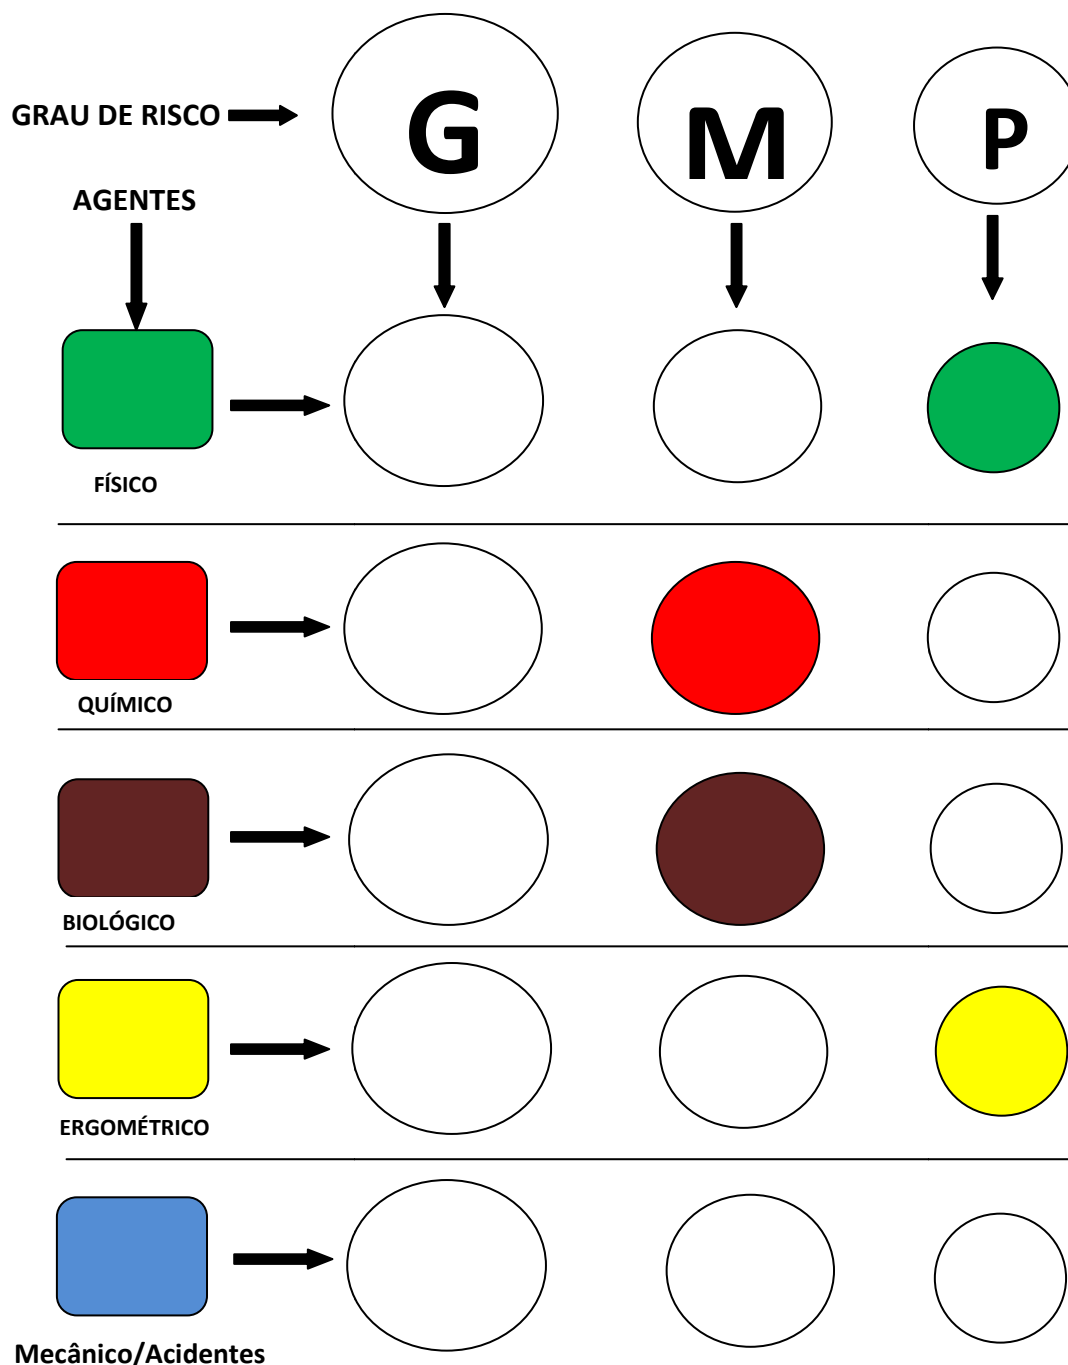 GRAU DE RISCO
G
M
P
AGENTES
FÍSICO
QUÍMICO
BIOLÓGICO
ERGOMÉTRICO
Mecânico/Acidentes